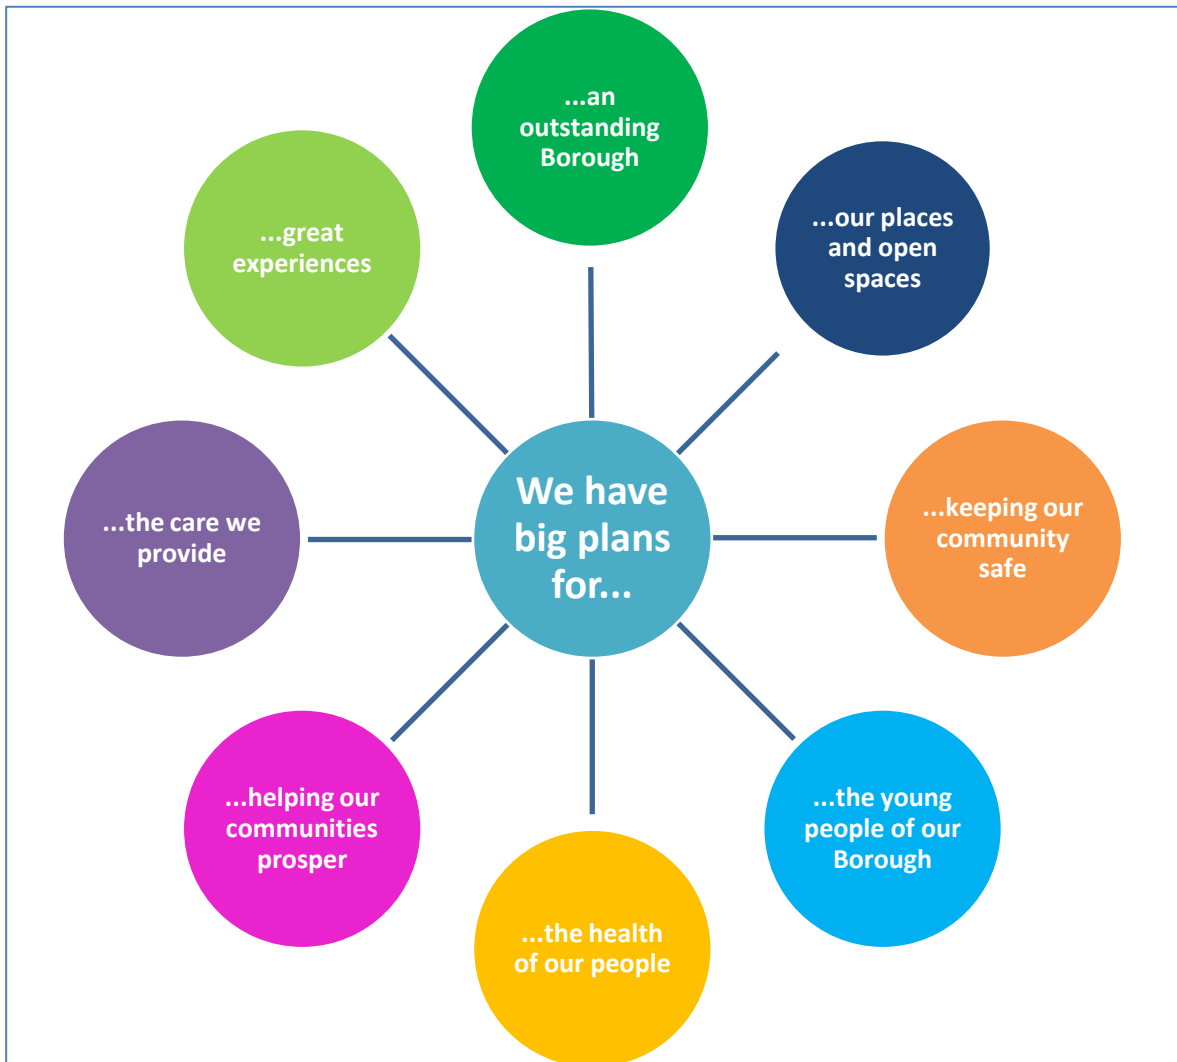 ...an
outstanding
Borough
...our places
and open
spaces
...great
experiences
We have
big plans
for...
...keeping our
community
safe
...the care we
provide
...the young
people of our
Borough
...helping our
communities
prosper
...the health
of our people